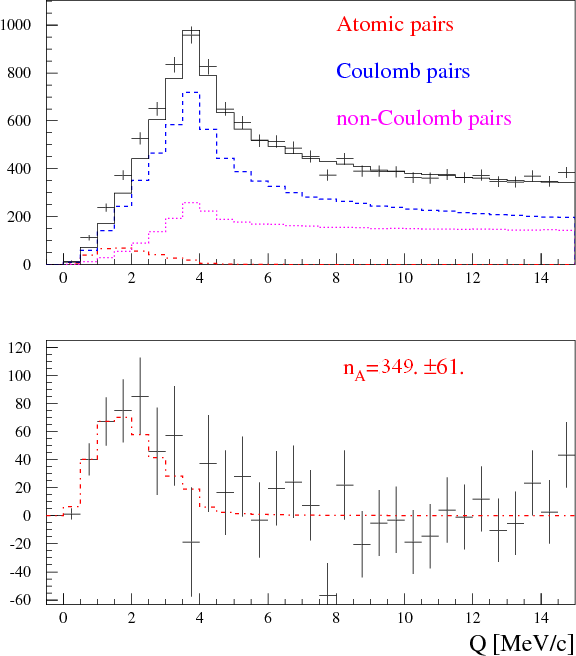 1000
Atomic pairs
800
Coulomb pairs
600
non-Coulomb pairs
400
200
0
0 2 4 6 8 10 12 14
120
100
nA=349. ±61.
80
60
40
20
0
-20
-40
-60
0 2 4 6 8 10 12 14
Q [MeV/c]